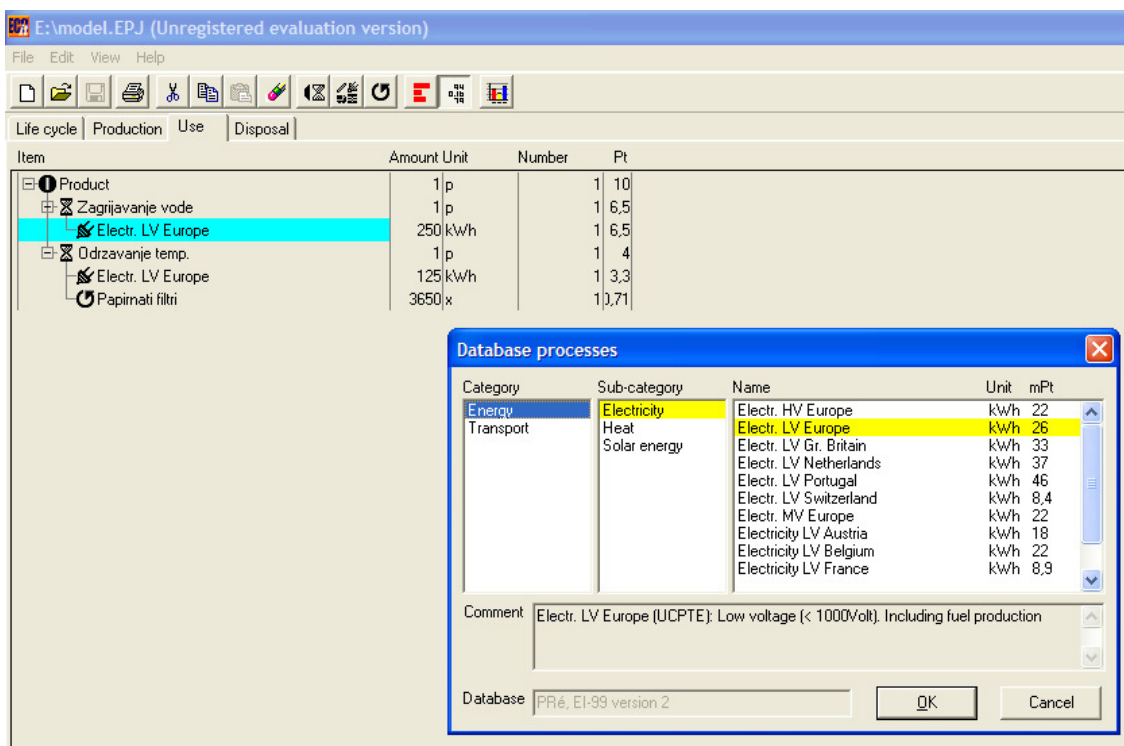 E:\model.EPJ (Unregistered evaluation version)
File Edit View Help
Life cycle Production Use Disposal
Item Amount Unit Number Pt
Product 1 p 1 10
Zagrijavanje vode 1 p 1 6,5
Electr. LV Europe 250 kWh 1 6,5
Odrzavanje temp. 1 p 1 4
Electr. LV Europe 125 kWh 1 3,3
Papirnati filtri 3650 x 1 0,71
Database processes
Category Sub-category Name Unit mPt
Energy Electricity Electr. HV Europe kWh 22
Transport Heat Electr. LV Europe kWh 26
Solar energy Electr. LV Gr. Britain kWh 33
Electr. LV Netherlands kWh 37
Electr. LV Portugal kWh 46
Electr. LV Switzerland kWh 8,4
Electr. MV Europe kWh 22
Electricity LV Austria kWh 18
Electricity LV Belgium kWh 22
Electricity LV France kWh 8,9
Comment Electr. LV Europe (UCPTE): Low voltage (< 1000Volt). Including fuel production
Database PRé, EI-99 version 2 OK Cancel